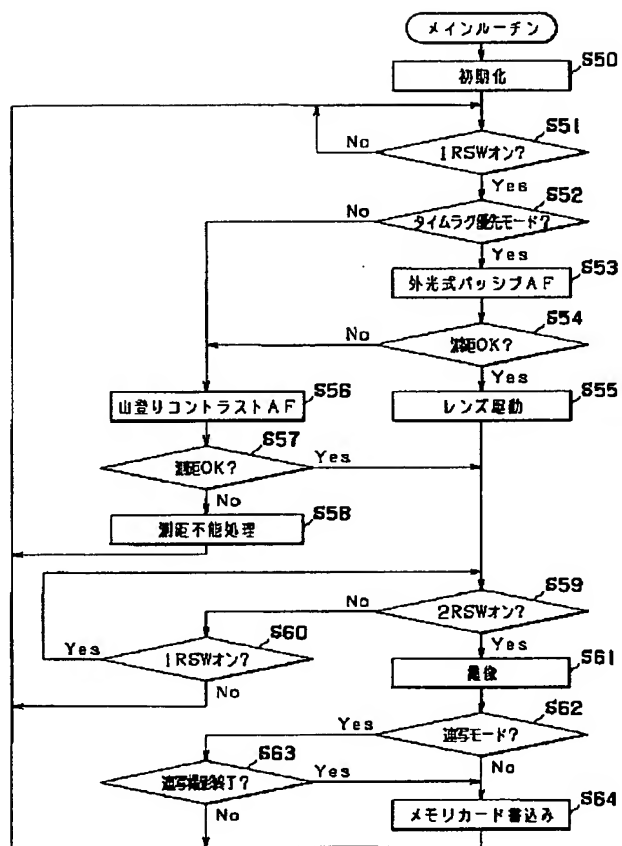 メインルーチン
初期化
S50
1RSWオン?
S51
No
Yes
タイムラグ優先モード?
S52
No
Yes
外光式パッシブAF
S53
測距OK?
S54
No
Yes
レンズ駆動
S55
山登りコントラストAF
S56
測距OK?
S57
Yes
No
測距不能処理
S58
2RSWオン?
S59
No
Yes
1RSWオン?
S60
Yes
No
撮像
S61
連写モード?
S62
Yes
No
連写撮影終了?
S63
Yes
No
メモリカード書込み
S64